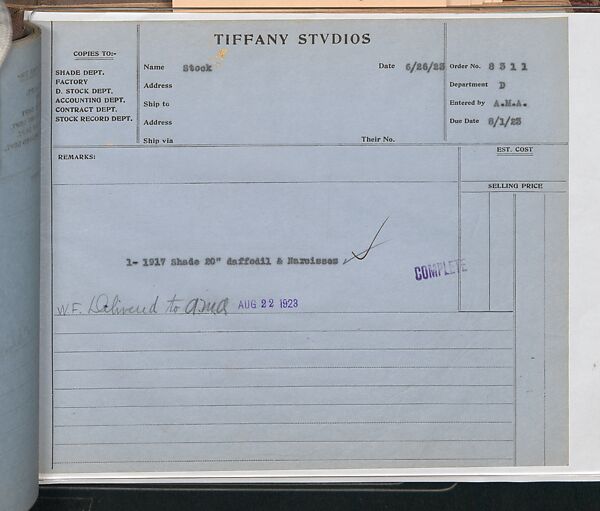 TIFFANY STVDIOS
COPIES TO:-
SHADE DEPT.
FACTORY
D. STOCK DEPT.
ACCOUNTING DEPT.
CONTRACT DEPT.
STOCK RECORD DEPT.
Name Stock Date 6/26/23
Address
Ship to
Address
Ship via Their No.
Order No. 8311
Department D
Entered by A.M.A.
Due Date 8/1/23
REMARKS:
EST. COST
SELLING PRICE
1- 1917 Shade 20" daffodil & Narcisses
COMPLETE
W.F. Delivered to AMA AUG 22 1923